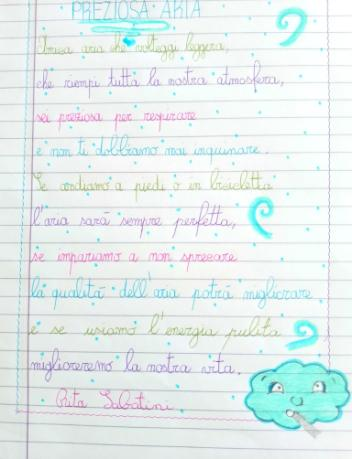 PREZIOSA ARIA
aria che volteggi leggera,
che riempi tutta la nostra atmosfera,
sei preziosa per respirare
e non ti dobbiamo mai inquinare.
Se andiamo a piedi o in bicicletta
l'aria sarà sempre perfetta,
se impariamo a non sprecare
la qualità dell'aria potrà migliorare
e se usiamo l'energia pulita
miglioreremo la nostra vita.
Rita Sabatini